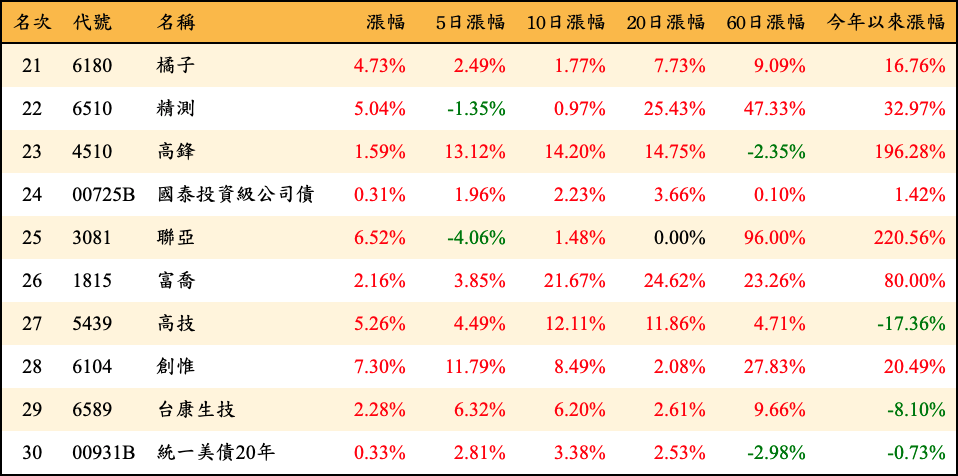 名次 代號 名稱 漲幅 5日漲幅 10日漲幅 20日漲幅 60日漲幅 今年以來漲幅
21 6180 橘子 4.73% 2.49% 1.77% 7.73% 9.09% 16.76%
22 6510 精測 5.04% -1.35% 0.97% 25.43% 47.33% 32.97%
23 4510 高鋒 1.59% 13.12% 14.20% 14.75% -2.35% 196.28%
24 00725B 國泰投資級公司債 0.31% 1.96% 2.23% 3.66% 0.10% 1.42%
25 3081 聯亞 6.52% -4.06% 1.48% 0.00% 96.00% 220.56%
26 1815 富喬 2.16% 3.85% 21.67% 24.62% 23.26% 80.00%
27 5439 高技 5.26% 4.49% 12.11% 11.86% 4.71% -17.36%
28 6104 創惟 7.30% 11.79% 8.49% 2.08% 27.83% 20.49%
29 6589 台康生技 2.28% 6.32% 6.20% 2.61% 9.66% -8.10%
30 00931B 統一美債20年 0.33% 2.81% 3.38% 2.53% -2.98% -0.73%